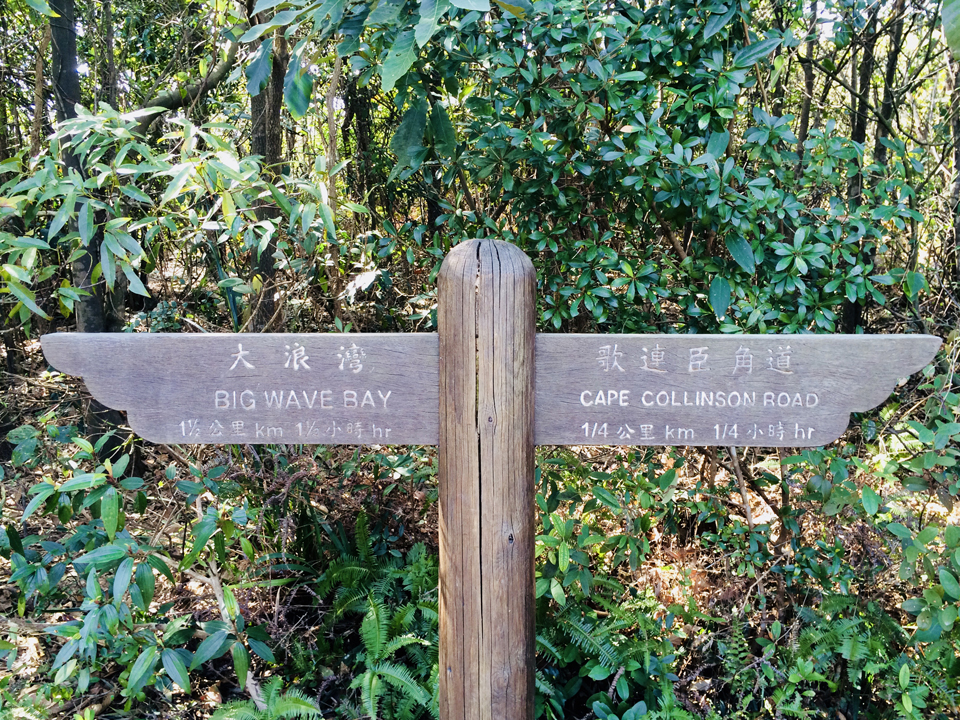 大浪灣
BIG WAVE BAY
1½ 公里 km 1½ 小時 hr
歌連臣角道
CAPE COLLINSON ROAD
1/4 公里 km 1/4 小時 hr